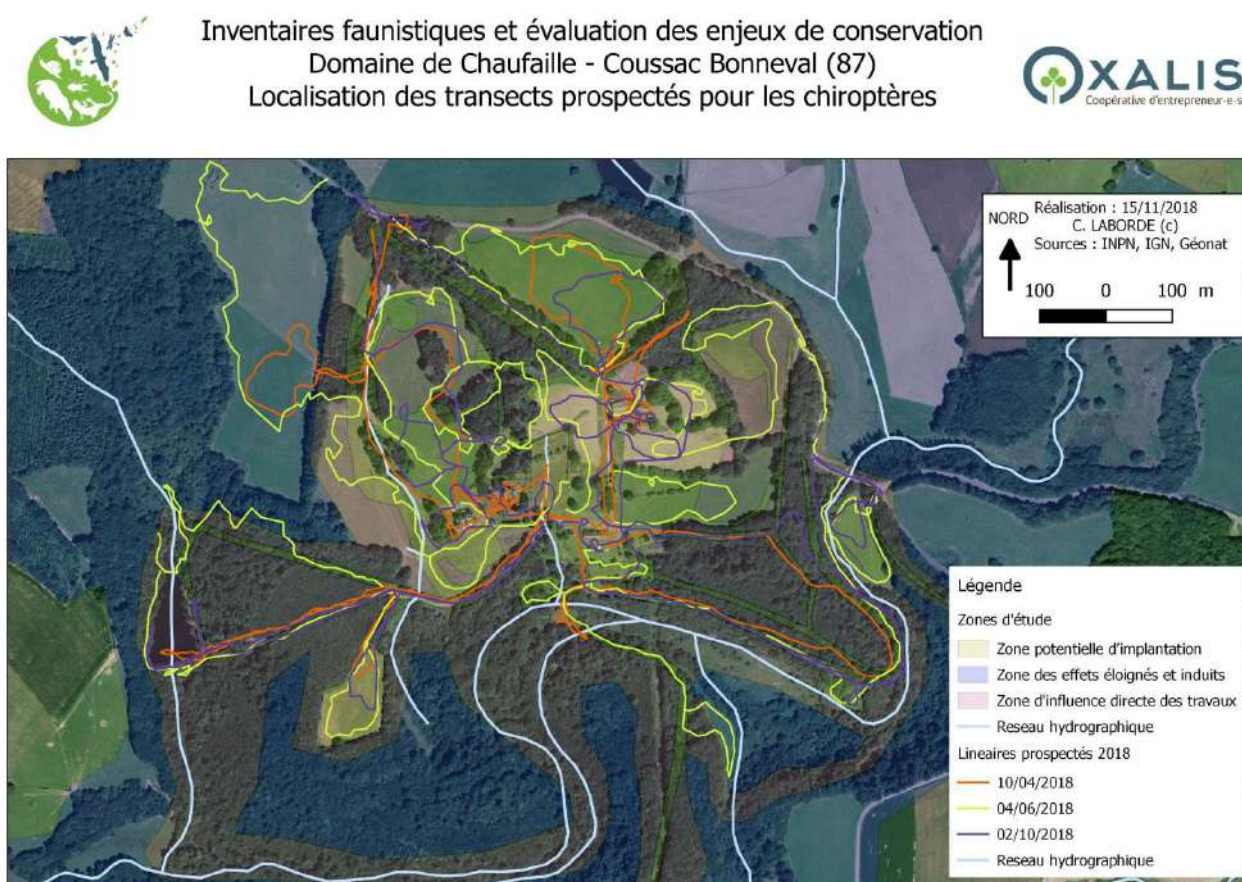 Inventaires faunistiques et évaluation des enjeux de conservation
Domaine de Chaufaille - Coussac Bonneval (87)
Localisation des transects prospectés pour les chiroptères
OXALIS
Coopérative d'entrepreneur-e-s
NORD
Réalisation : 15/11/2018
C. LABORDE (c)
Sources : INPN, IGN, Géonat
100 0 100 m
Légende
Zones d'étude
Zone potentielle d'implantation
Zone des effets éloignés et induits
Zone d'influence directe des travaux
Reseau hydrographique
Lineaires prospectés 2018
10/04/2018
04/06/2018
02/10/2018
Reseau hydrographique